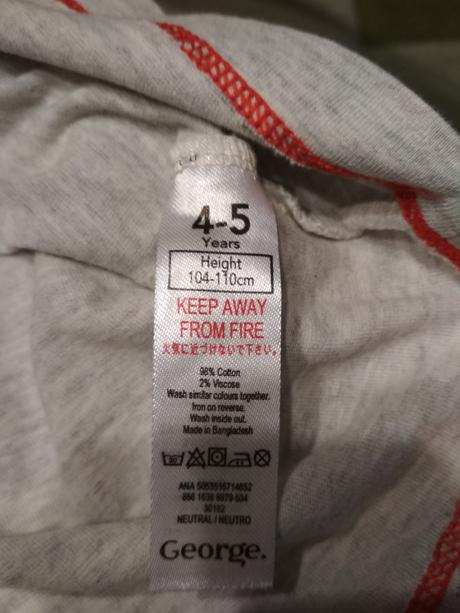 4-5
Years
Height
104-110cm
KEEP AWAY
FROM FIRE
火気に近づけないで下さい。
98% Cotton
2% Viscose
Wash similar colours together.
Iron on reverse.
Wash inside out.
Made in Bangladesh
ANA 5063516714652
NEUTRAL / NEUTRO
George.